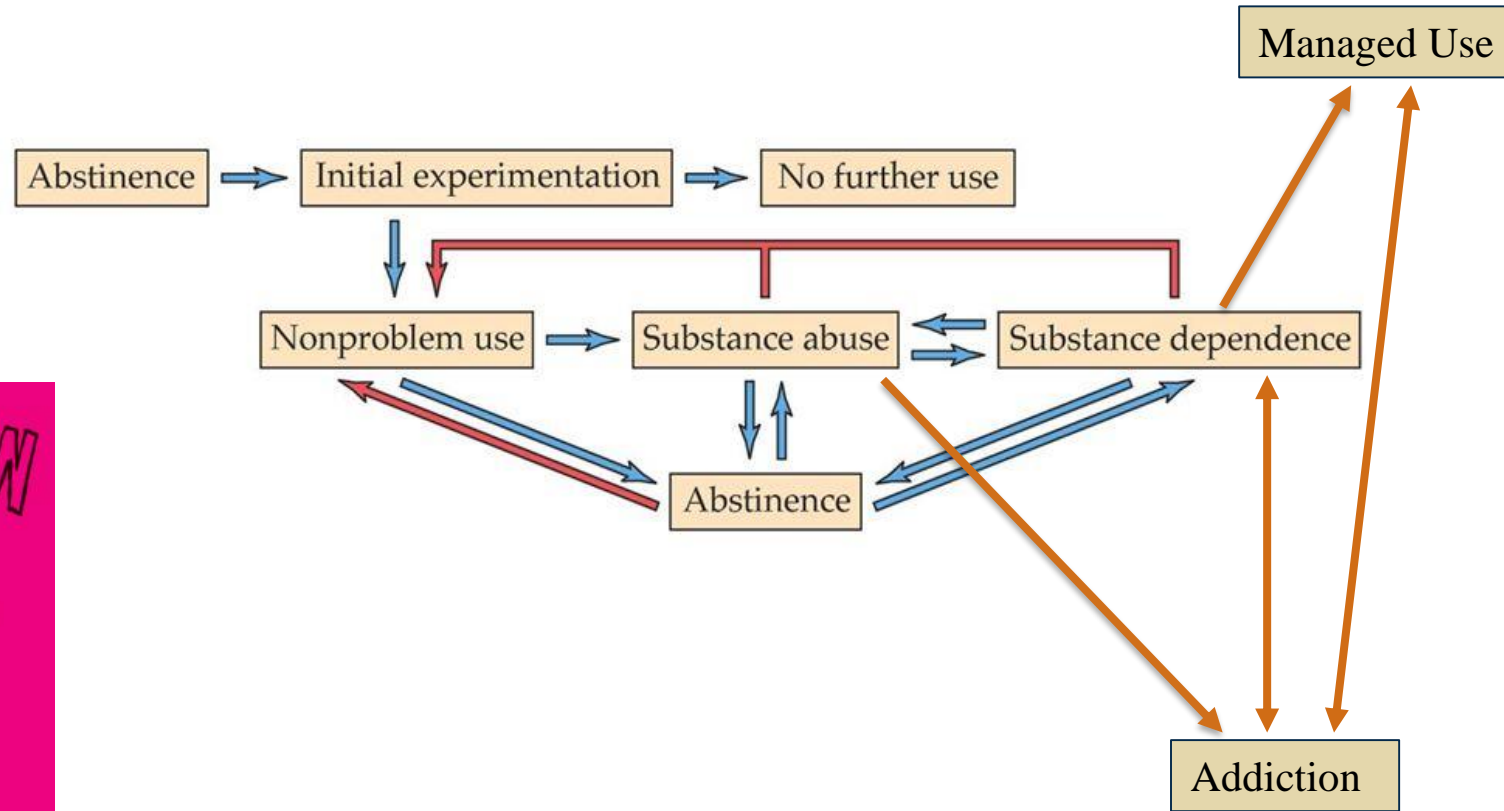 Managed Use
Abstinence
Initial experimentation
No further use
Nonproblem use
Substance abuse
Substance dependence
Abstinence
Addiction